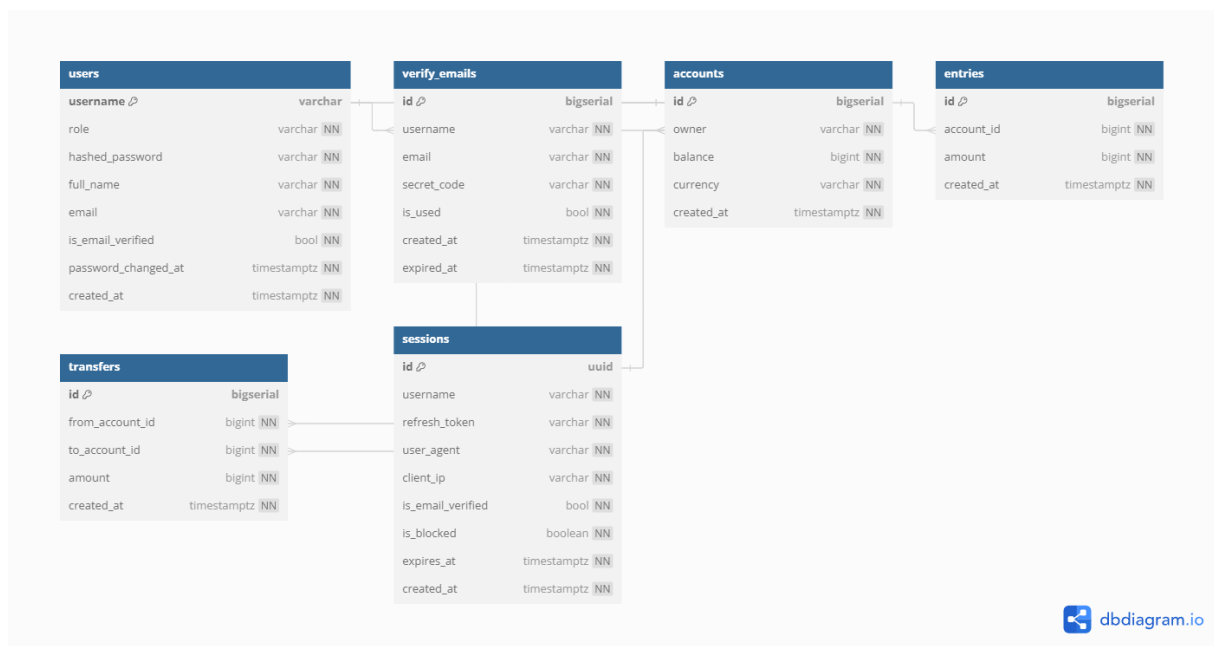 users
username varchar
role varchar NN
hashed_password varchar NN
full_name varchar NN
email varchar NN
is_email_verified bool NN
password_changed_at timestamptz NN
created_at timestamptz NN
verify_emails
id bigserial
username varchar NN
email varchar NN
secret_code varchar NN
is_used bool NN
created_at timestamptz NN
expired_at timestamptz NN
accounts
id bigserial
owner varchar NN
balance bigint NN
currency varchar NN
created_at timestamptz NN
entries
id bigserial
account_id bigint NN
amount bigint NN
created_at timestamptz NN
transfers
id bigserial
from_account_id bigint NN
to_account_id bigint NN
amount bigint NN
created_at timestamptz NN
sessions
id uuid
username varchar NN
refresh_token varchar NN
user_agent varchar NN
client_ip varchar NN
is_email_verified bool NN
is_blocked boolean NN
expires_at timestamptz NN
created_at timestamptz NN
dbdiagram.io